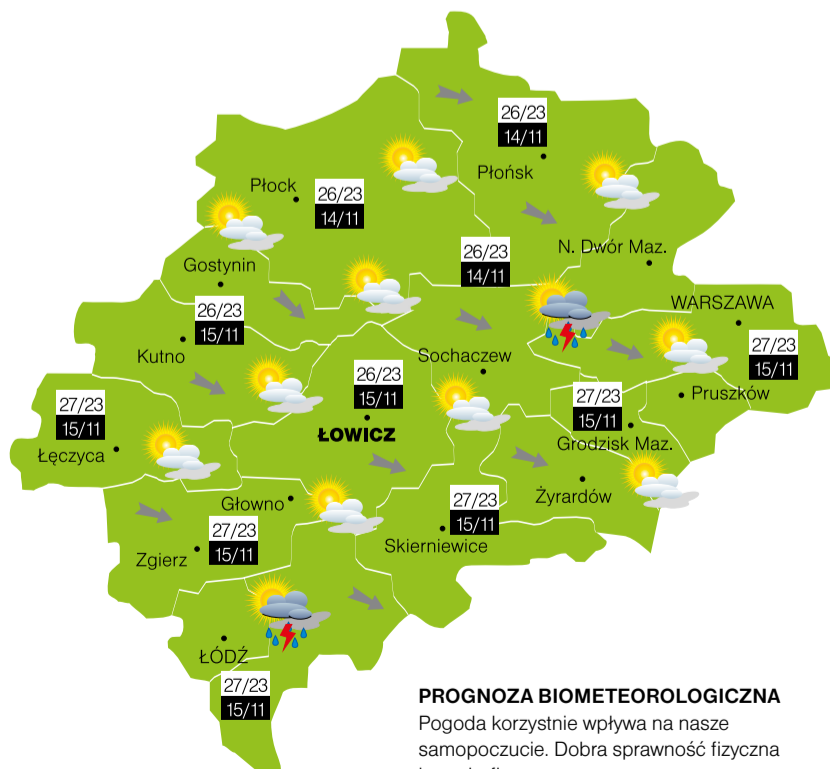 26/23
14/11
Płońsk
Płock
26/23
14/11
N. Dwór Maz.
26/23
14/11
Gostynin
WARSZAWA
26/23
15/11
Kutno
27/23
15/11
Sochaczew
26/23
15/11
ŁOWICZ
Pruszków
27/23
15/11
Grodzisk Maz.
27/23
15/11
Łęczyca
Żyrardów
Głowno
27/23
15/11
Skierniewice
27/23
15/11
Zgierz
ŁÓDŹ
27/23
15/11
PROGNOZA BIOMETEOROLOGICZNA
Pogoda korzystnie wpływa na nasze
samopoczucie. Dobra sprawność fizyczna